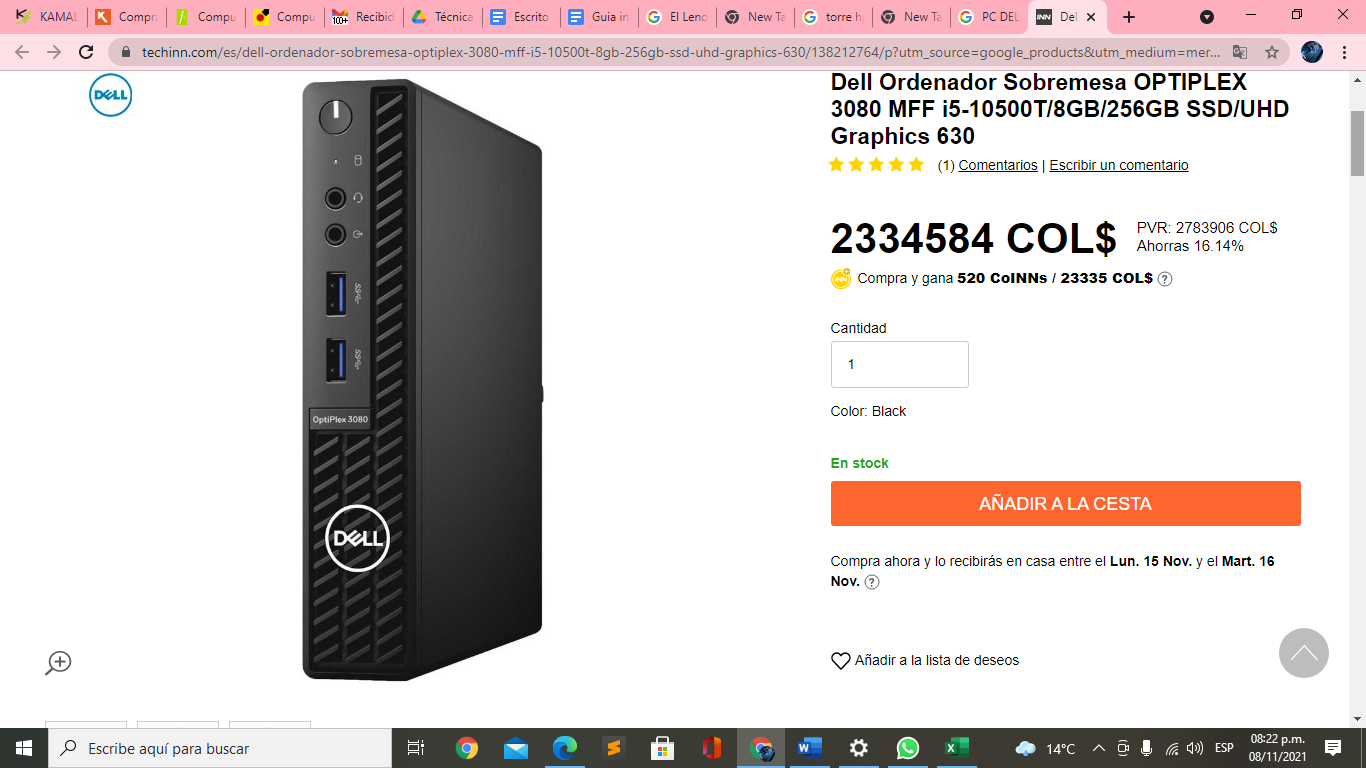 KAMAL
Compra
Compu
Compu
Recibid
Técnica
Escrito
Guia in
El Lenc
New Ta
torre hp
New Ta
PC DEL
INN
Del
techinn.com/es/dell-ordenador-sobremesa-optiplex-3080-mff-i5-10500t-8gb-256gb-ssd-uhd-graphics-630/138212764/p?utm_source=google_products&utm_medium=mer...
DELL
Dell Ordenador Sobremesa OPTIPLEX
3080 MFF i5-10500T/8GB/256GB SSD/UHD
Graphics 630
(1) Comentarios | Escribir un comentario
2334584 COL$
PVR: 2783906 COL$
Ahorras 16.14%
Compra y gana 520 CoINNs / 23335 COL$ ?
Cantidad
1
Color: Black
En stock
AÑADIR A LA CESTA
Compra ahora y lo recibirás en casa entre el Lun. 15 Nov. y el Mart. 16
Nov. ?
Añadir a la lista de deseos
OptiPlex 3080
DELL
Escribe aquí para buscar
14°C
ESP
08:22 p.m.
08/11/2021